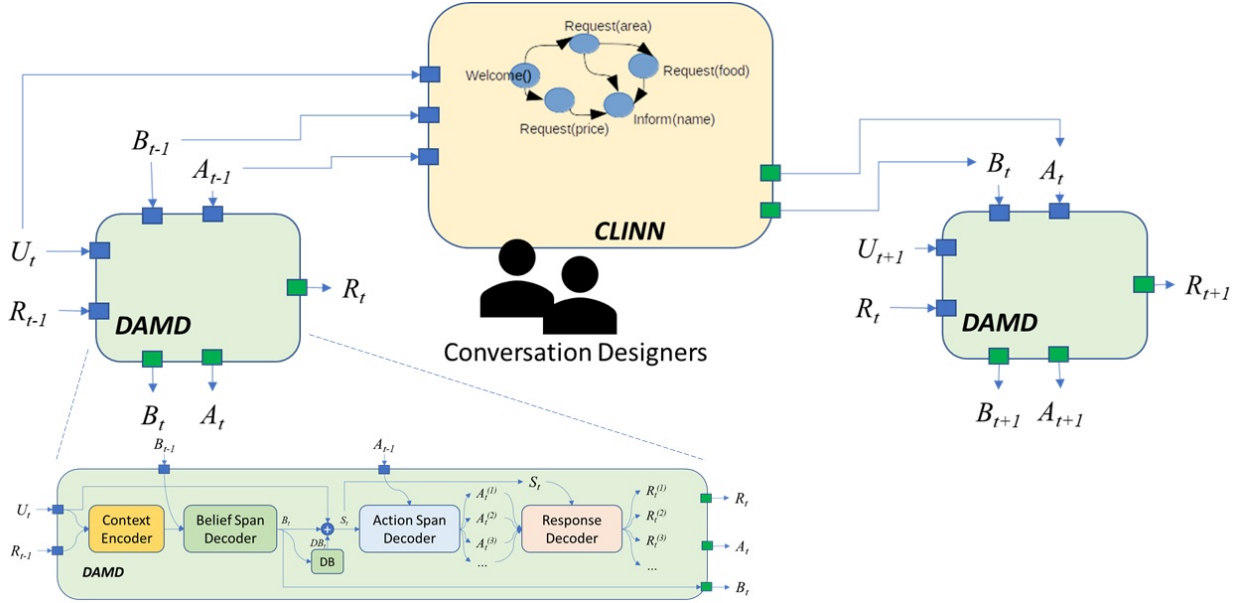 Request(area)
Welcome()
Request(food)
Request(price)
Inform(name)
CLINN
Conversation Designers
B_{t-1}
A_{t-1}
U_t
R_{t-1}
DAMD
R_t
B_t
A_t
B_t
A_t
U_{t+1}
R_t
DAMD
R_{t+1}
B_{t+1}
A_{t+1}
B_{t-1}
A_{t-1}
U_t
R_{t-1}
Context
Encoder
Belief Span
Decoder
B_t
DB_t
DB
+
S_t
Action Span
Decoder
A_t^{(1)}
A_t^{(2)}
A_t^{(3)}
...
S_t
Response
Decoder
R_t^{(1)}
R_t^{(2)}
R_t^{(3)}
...
R_t
A_t
B_t
DAMD